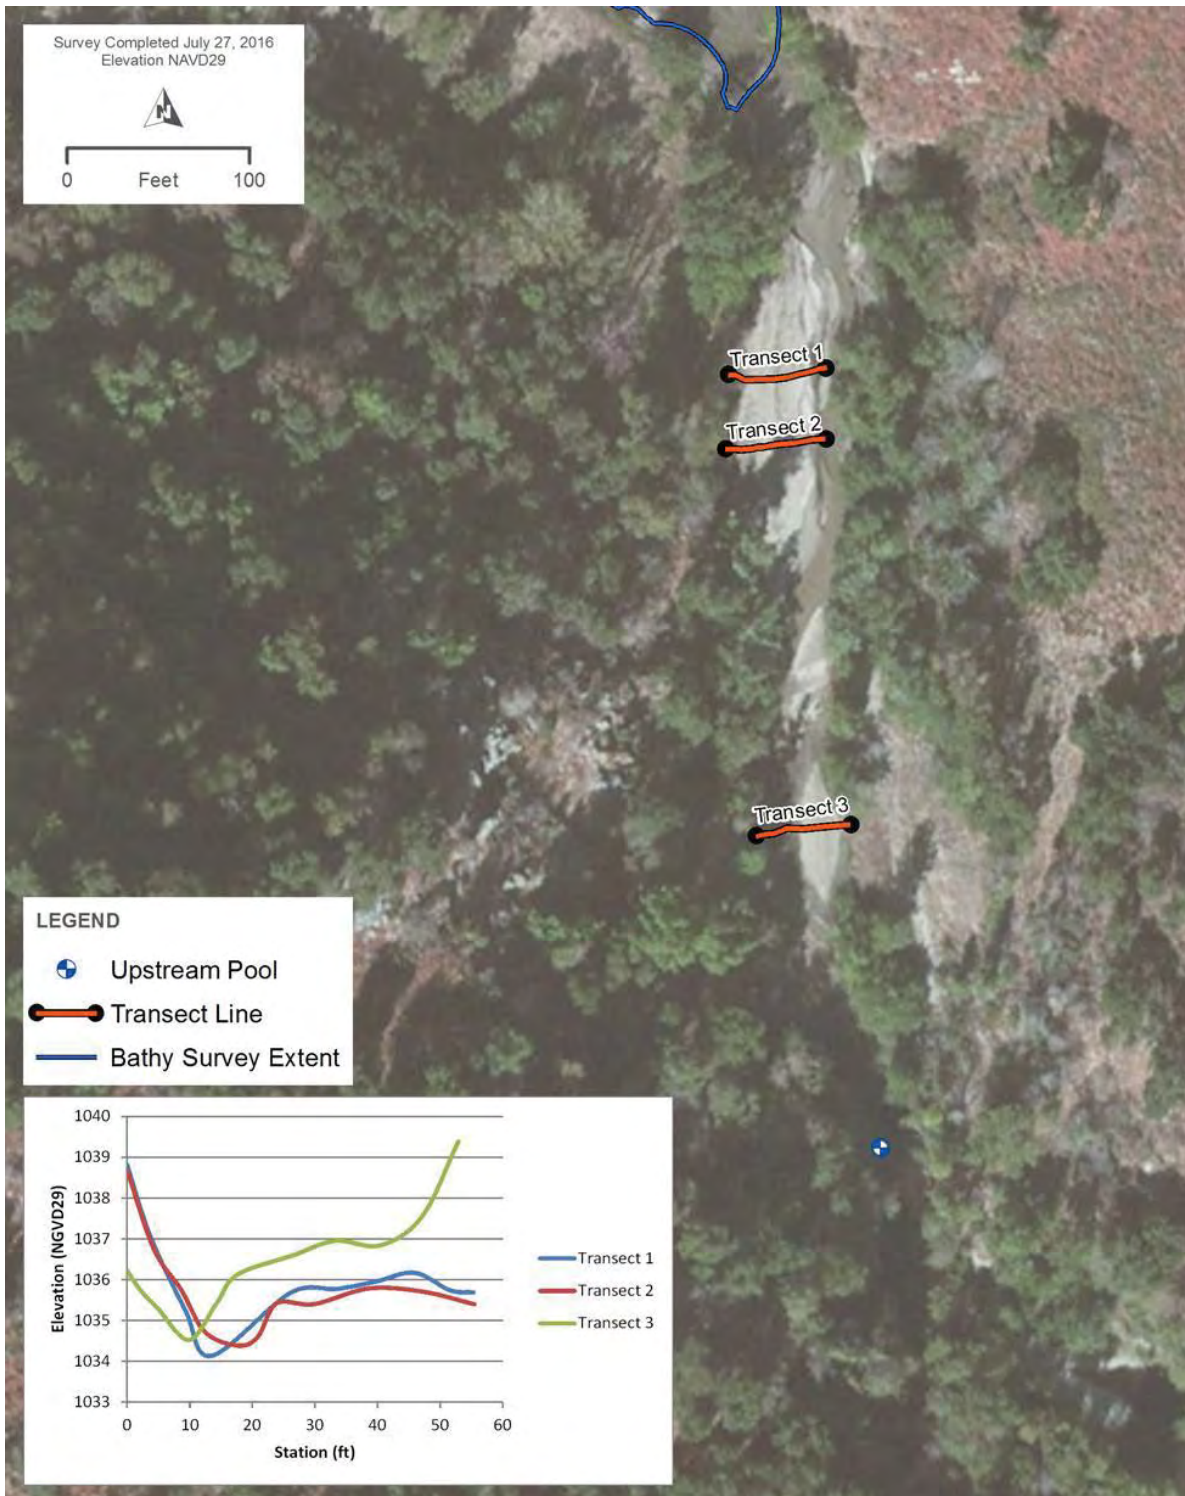 Survey Completed July 27, 2016
Elevation NAVD29
N
0 Feet 100
Transect 1
Transect 2
Transect 3
LEGEND
Upstream Pool
Transect Line
Bathy Survey Extent
1040
1039
1038
1037
1036
1035
1034
1033
0 10 20 30 40 50 60
Elevation (NGVD29)
Station (ft)
Transect 1
Transect 2
Transect 3